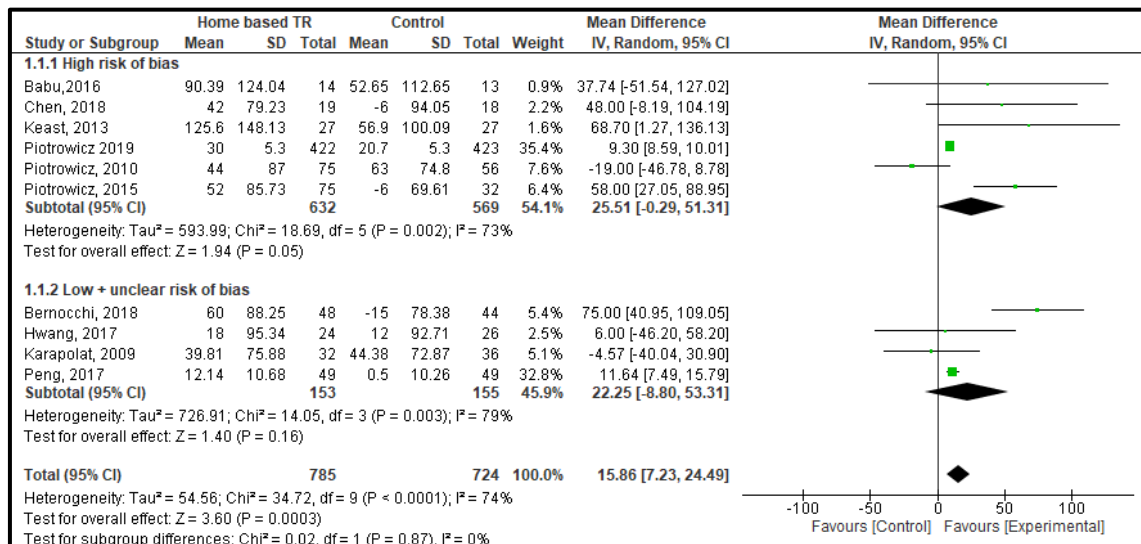 Home based TR Control Mean Difference Mean Difference
Study or Subgroup Mean SD Total Mean SD Total Weight IV, Random, 95% CI IV, Random, 95% CI
1.1.1 High risk of bias
Babu,2016 90.39 124.04 14 52.65 112.65 13 0.9% 37.74 [-51.54, 127.02]
Chen, 2018 42 79.23 19 -6 94.05 18 2.2% 48.00 [-8.19, 104.19]
Keast, 2013 125.6 148.13 27 56.9 100.09 27 1.6% 68.70 [1.27, 136.13]
Piotrowicz 2019 30 5.3 422 20.7 5.3 423 35.4% 9.30 [8.59, 10.01]
Piotrowicz, 2010 44 87 75 63 74.8 56 7.6% -19.00 [-46.78, 8.78]
Piotrowicz, 2015 52 85.73 75 -6 69.61 32 6.4% 58.00 [27.05, 88.95]
Subtotal (95% CI) 632 569 54.1% 25.51 [-0.29, 51.31]
Heterogeneity: Tau² = 593.99; Chi² = 18.69, df = 5 (P = 0.002); I² = 73%
Test for overall effect: Z = 1.94 (P = 0.05)
1.1.2 Low + unclear risk of bias
Bernocchi, 2018 60 88.25 48 -15 78.38 44 5.4% 75.00 [40.95, 109.05]
Hwang, 2017 18 95.34 24 12 92.71 26 2.5% 6.00 [-46.20, 58.20]
Karapolat, 2009 39.81 75.88 32 44.38 72.87 36 5.1% -4.57 [-40.04, 30.90]
Peng, 2017 12.14 10.68 49 0.5 10.26 49 32.8% 11.64 [7.49, 15.79]
Subtotal (95% CI) 153 155 45.9% 22.25 [-8.80, 53.31]
Heterogeneity: Tau² = 726.91; Chi² = 14.05, df = 3 (P = 0.003); I² = 79%
Test for overall effect: Z = 1.40 (P = 0.16)
Total (95% CI) 785 724 100.0% 15.86 [7.23, 24.49]
Heterogeneity: Tau² = 54.56; Chi² = 34.72, df = 9 (P < 0.0001); I² = 74%
Test for overall effect: Z = 3.60 (P = 0.0003)
Test for subgroup differences: Chi² = 0.02, df = 1 (P = 0.87), I² = 0%
-100 -50 0 50 100
Favours [Control] Favours [Experimental]